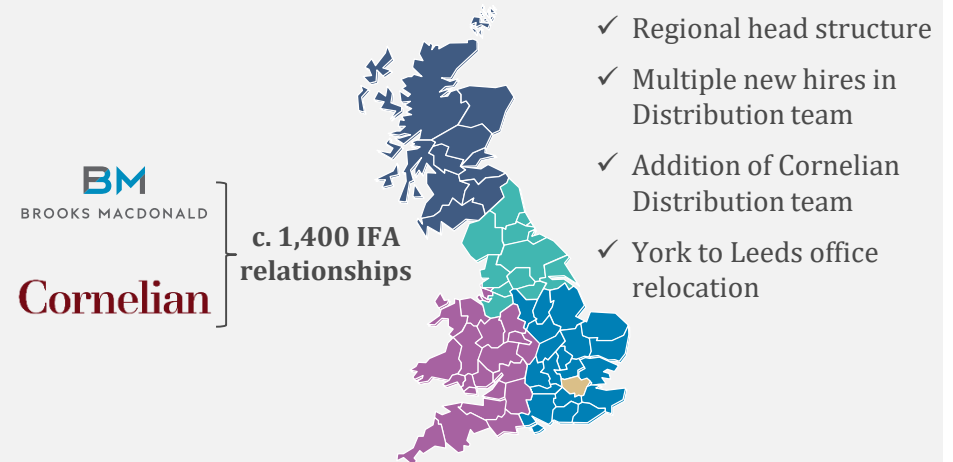 BM
BROOKS MACDONALD
Cornelian
c. 1,400 IFA
relationships
✓ Regional head structure
✓ Multiple new hires in
Distribution team
✓ Addition of Cornelian
Distribution team
✓ York to Leeds office
relocation